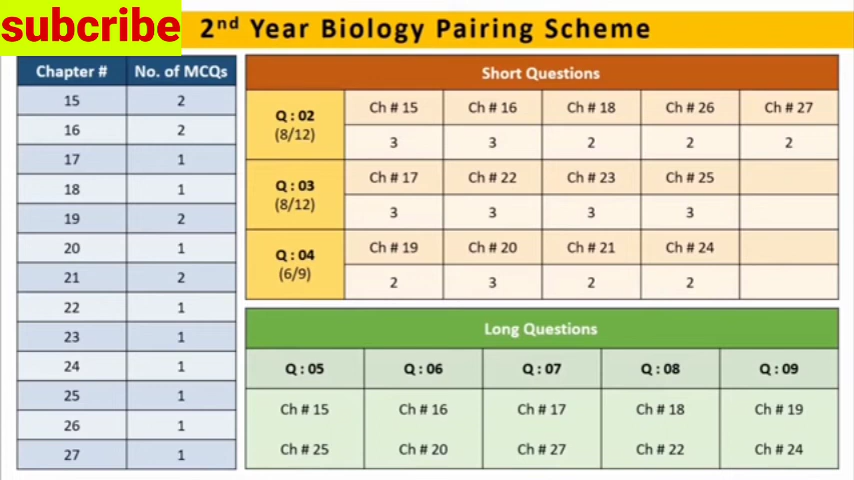 subcribe
2nd Year Biology Pairing Scheme
Chapter # No. of MCQs
15 2
16 2
17 1
18 1
19 2
20 1
21 2
22 1
23 1
24 1
25 1
26 1
27 1
Short Questions
Q : 02 (8/12)
Ch # 15 Ch # 16 Ch # 18 Ch # 26 Ch # 27
3 3 2 2 2
Q : 03 (8/12)
Ch # 17 Ch # 22 Ch # 23 Ch # 25
3 3 3 3
Q : 04 (6/9)
Ch # 19 Ch # 20 Ch # 21 Ch # 24
2 3 2 2
Long Questions
Q : 05 Q : 06 Q : 07 Q : 08 Q : 09
Ch # 15 Ch # 16 Ch # 17 Ch # 18 Ch # 19
Ch # 25 Ch # 20 Ch # 27 Ch # 22 Ch # 24